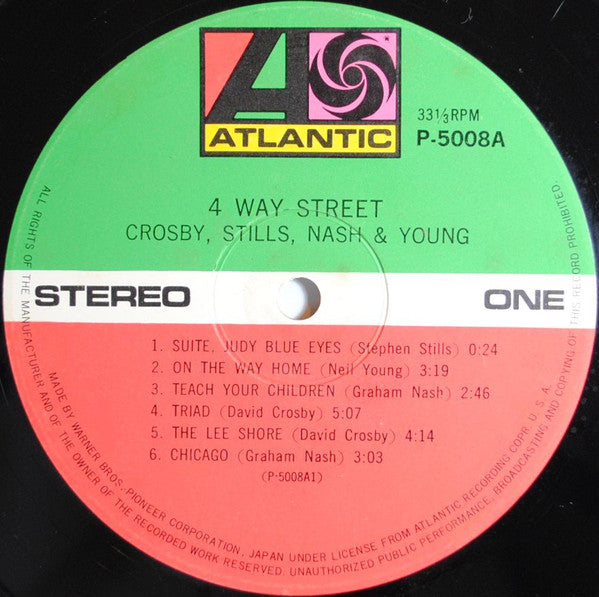 ATLANTIC
33⅓RPM
P-5008A
4 WAY STREET
CROSBY, STILLS, NASH & YOUNG
STEREO
ONE
1. SUITE, JUDY BLUE EYES (Stephen Stills) 0:24
2. ON THE WAY HOME (Neil Young) 3:19
3. TEACH YOUR CHILDREN (Graham Nash) 2:46
4. TRIAD (David Crosby) 5:07
5. THE LEE SHORE (David Crosby) 4:14
6. CHICAGO (Graham Nash) 3:03
(P-5008A1)
MADE BY WARNER BROS.-PIONEER CORPORATION, JAPAN UNDER LICENSE FROM ATLANTIC RECORDING COPR. U. S. A.
ALL RIGHTS OF THE MANUFACTURER AND OF THE OWNER OF THE RECORDED WORK RESERVED. UNAUTHORIZED PUBLIC PERFORMANCE, BROADCASTING AND COPYING OF THIS RECORD PROHIBITED.